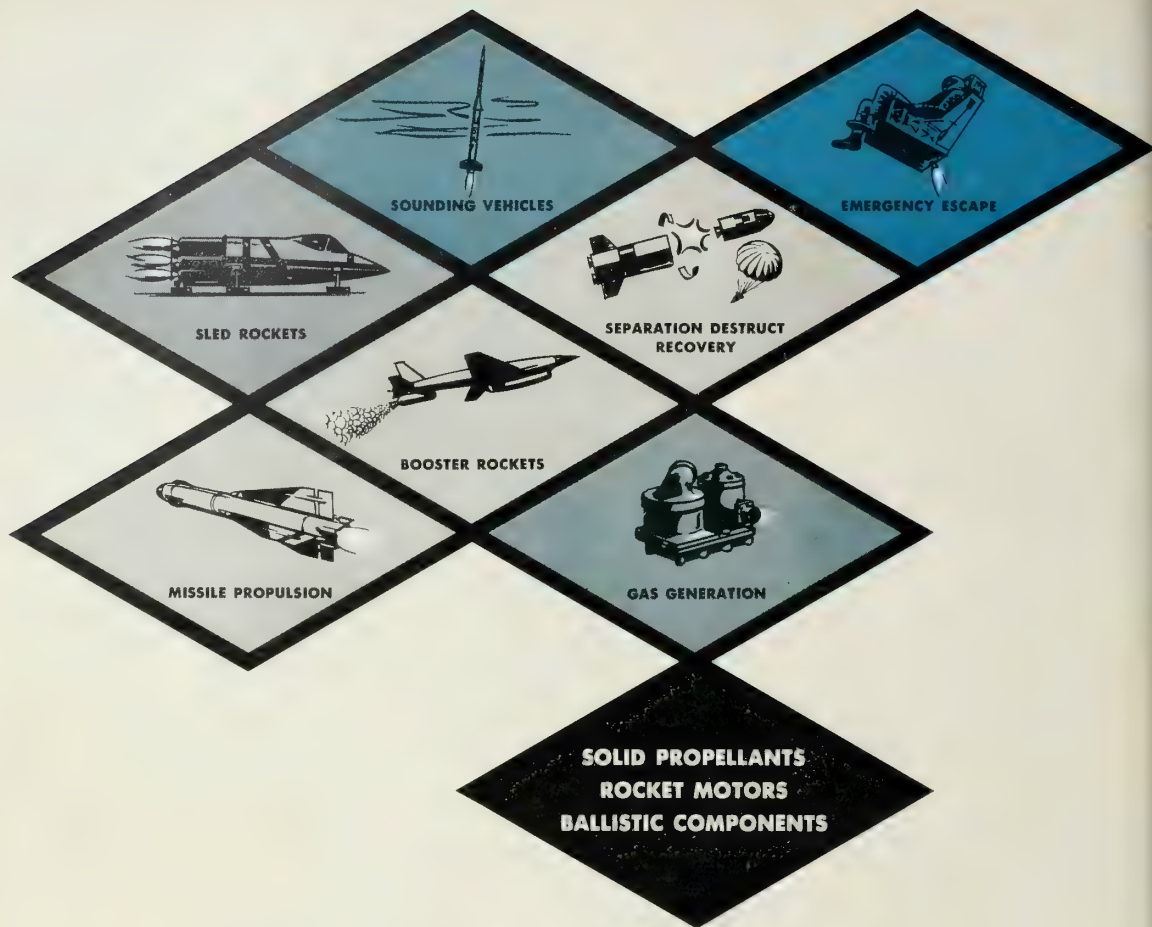 SOUNDING VEHICLES
EMERGENCY ESCAPE
SLED ROCKETS
SEPARATION DESTRUCT
RECOVERY
BOOSTER ROCKETS
MISSILE PROPULSION
GAS GENERATION
SOLID PROPELLANTS
ROCKET MOTORS
BALLISTIC COMPONENTS